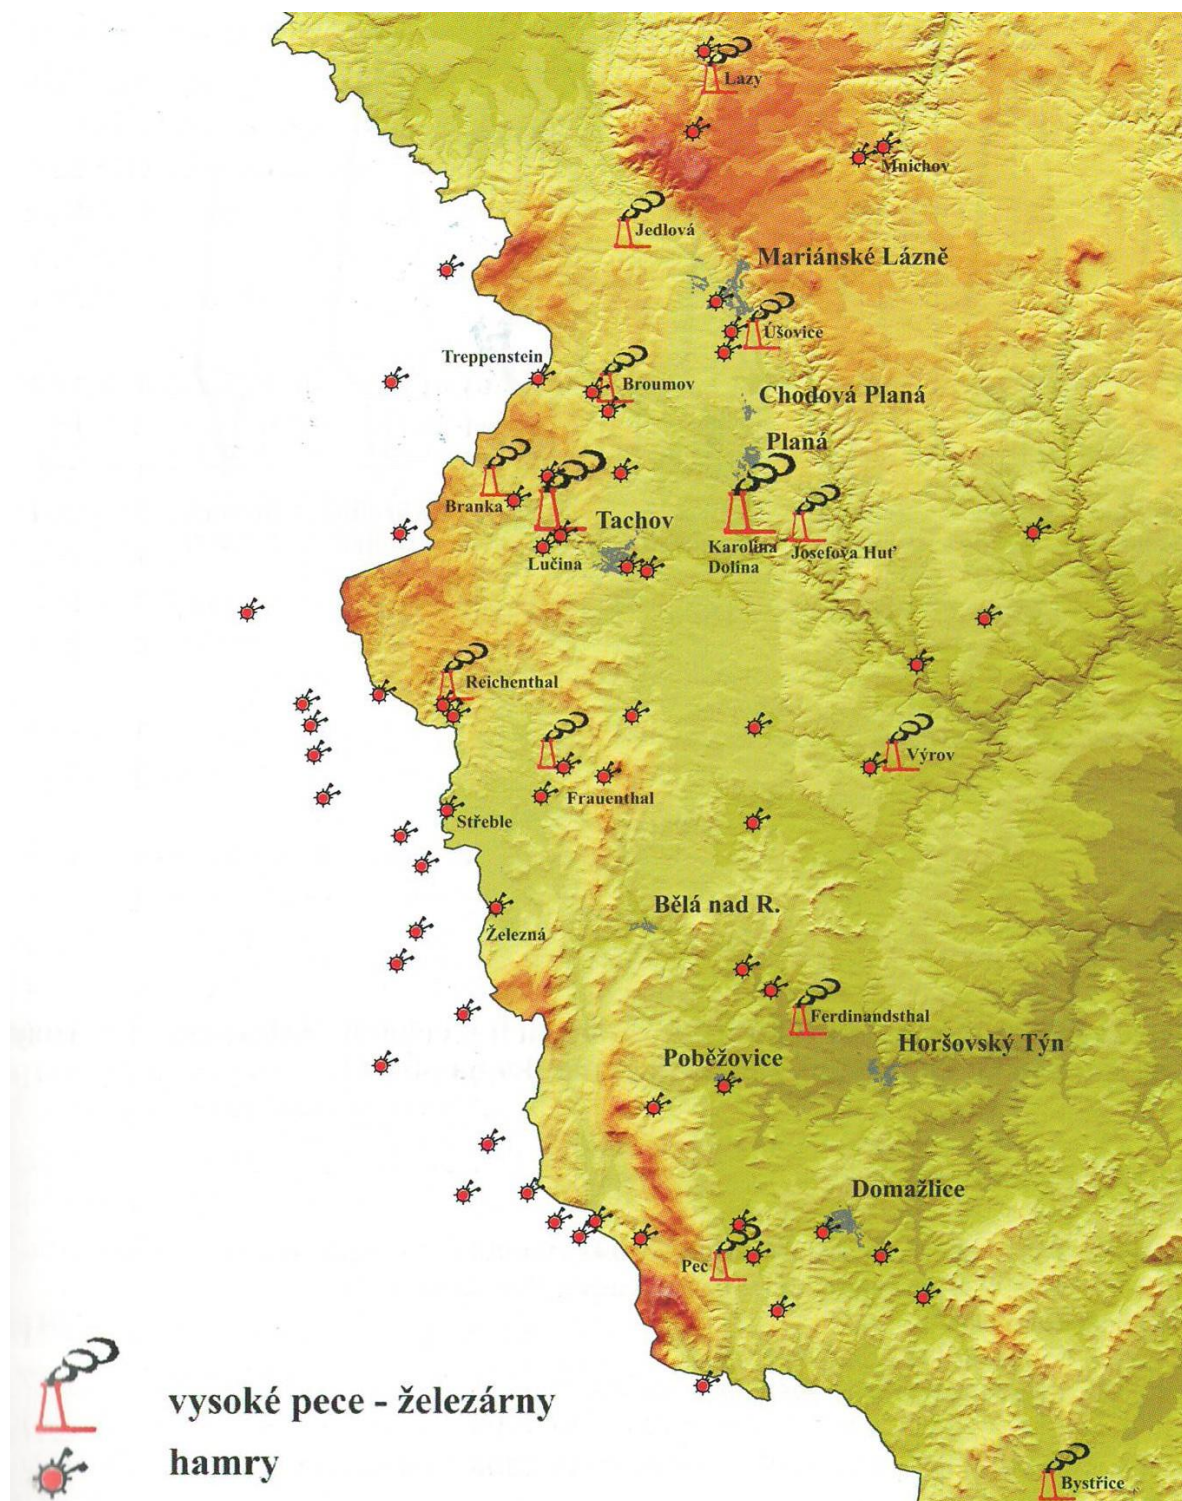 Lazy
Mnichov
Jedlová
Mariánské Lázně
Úšovice
Treppenstein
Broumov
Chodová Planá
Planá
Branka
Tachov
Karolina
Dolina
Josefova Huť
Lučina
Reichenthal
Výrov
Frauenthal
Střeble
Bělá nad R.
Železná
Ferdinandsthal
Horšovský Týn
Poběžovice
Domažlice
Pec
vysoké pece - železárny
hamry
Bystřice